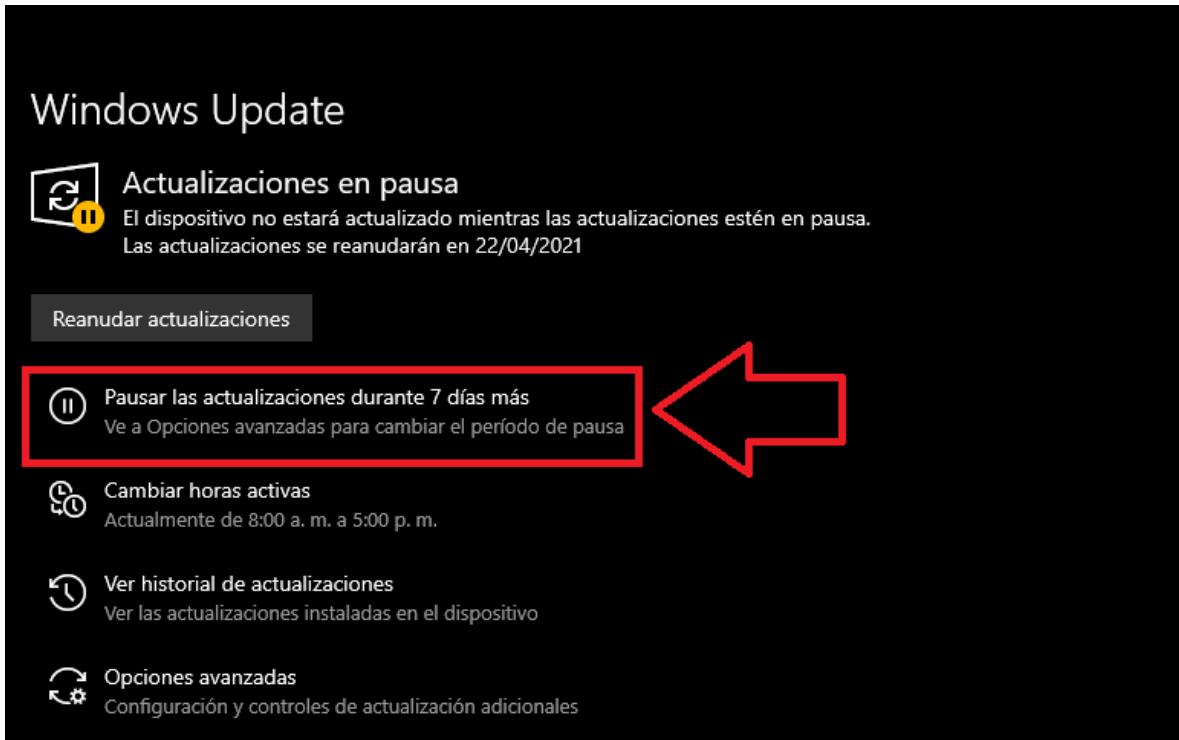 Windows Update
Actualizaciones en pausa
El dispositivo no estará actualizado mientras las actualizaciones estén en pausa.
Las actualizaciones se reanudarán en 22/04/2021
Reanudar actualizaciones
Pausar las actualizaciones durante 7 días más
Ve a Opciones avanzadas para cambiar el período de pausa
Cambiar horas activas
Actualmente de 8:00 a. m. a 5:00 p. m.
Ver historial de actualizaciones
Ver las actualizaciones instaladas en el dispositivo
Opciones avanzadas
Configuración y controles de actualización adicionales